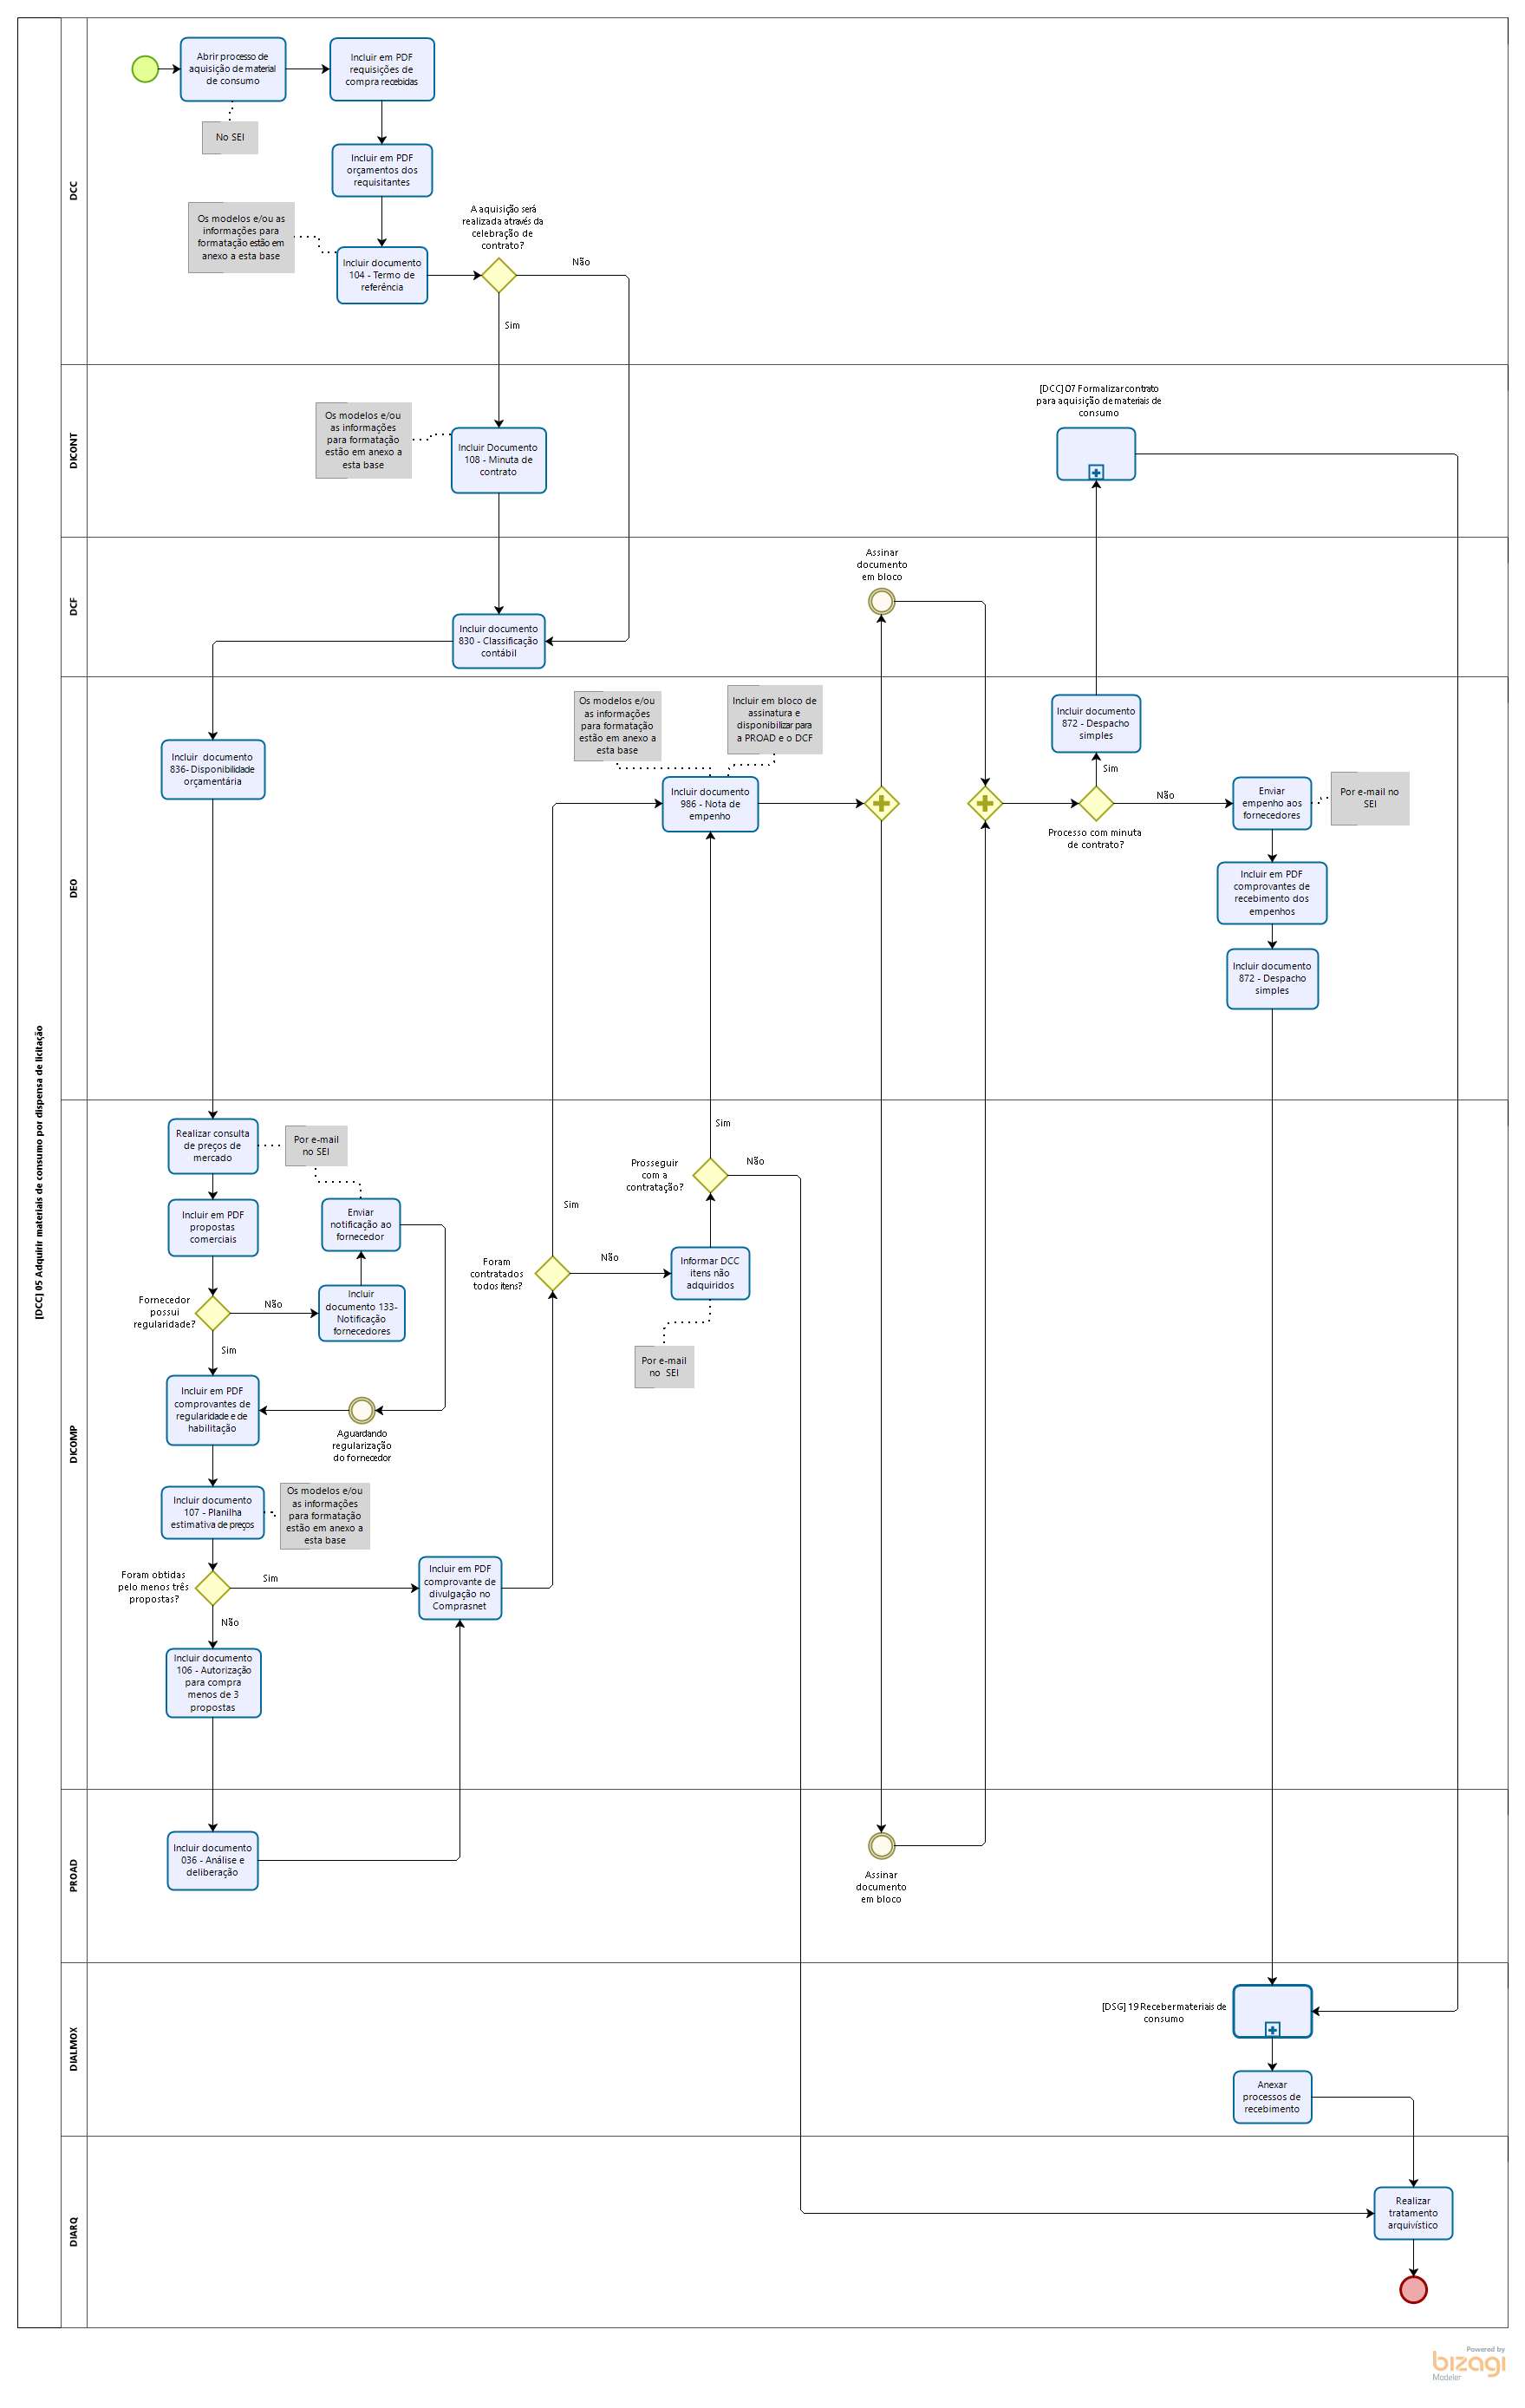 [DCC] 05 Adquirir materiais de consumo por dispensa de licitação
DCC
Abrir processo de
aquisição de material
de consumo
Incluir em PDF
requisições de
compra recebidas
No SEI
Incluir em PDF
orçamentos dos
requisitantes
Os modelos e/ou as
informações para
formatação estão em
anexo a esta base
Incluir documento
104 - Termo de
referência
A aquisição será
realizada através da
celebração de
contrato?
Não
Sim
DICONT
Os modelos e/ou
as informações
para formatação
estão em anexo a
esta base
Incluir Documento
108 - Minuta de
contrato
[DCC] 07 Formalizar contrato
para aquisição de materiais de
consumo
DCF
Incluir documento
830 - Classificação
contábil
Assinar
documento
em bloco
DEO
Incluir documento
836- Disponibilidade
orçamentária
Os modelos e/ou
as informações
para formatação
estão em anexo a
esta base
Incluir em bloco de
assinatura e
disponibilizar para
a PROAD e o DCF
Incluir documento
986 - Nota de
empenho
Incluir documento
872 - Despacho
simples
Sim
Processo com minuta
de contrato?
Não
Enviar
empenho aos
fornecedores
Por e-mail no
SEI
Incluir em PDF
comprovantes de
recebimento dos
empenhos
Incluir documento
872 - Despacho
simples
DICOMP
Realizar consulta
de preços de
mercado
Por e-mail
no SEI
Incluir em PDF
propostas
comerciais
Enviar
notificação ao
fornecedor
Fornecedor
possui
regularidade?
Não
Incluir
documento 133-
Notificação
fornecedores
Sim
Incluir em PDF
comprovantes de
regularidade e de
habilitação
Aguardando
regularização
do fornecedor
Incluir documento
107 - Planilha
estimativa de preços
Os modelos e/ou
as informações
para formatação
estão em anexo a
esta base
Foram obtidas
pelo menos três
propostas?
Sim
Não
Incluir em PDF
comprovante de
divulgação no
Comprasnet
Incluir documento
106 - Autorização
para compra
menos de 3
propostas
Foram
contratados
todos itens?
Sim
Não
Informar DCC
itens não
adquiridos
Por e-mail
no SEI
Prosseguir
com a
contratação?
Sim
Não
PROAD
Incluir documento
036 - Análise e
deliberação
Assinar
documento
em bloco
DIALMOX
[DSG] 19 Receber materiais de
consumo
Anexar
processos de
recebimento
DIARQ
Realizar
tratamento
arquivístico
Powered by
bizagi
Modeler